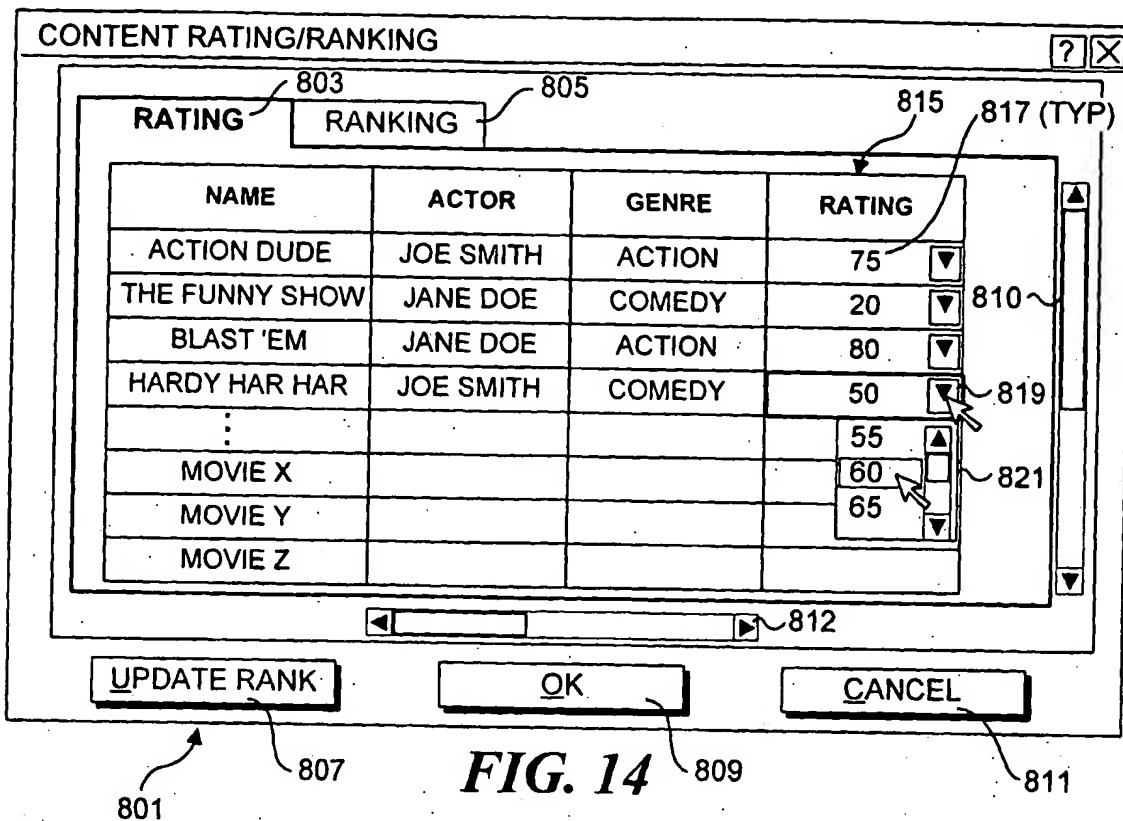 CONTENT RATING/RANKING ? X
803 805 815 817 (TYP)
RATING RANKING
NAME ACTOR GENRE RATING
ACTION DUDE JOE SMITH ACTION 75
THE FUNNY SHOW JANE DOE COMEDY 20 810
BLAST 'EM JANE DOE ACTION 80
HARDY HAR HAR JOE SMITH COMEDY 50 819
55
MOVIE X 60 821
MOVIE Y 65
MOVIE Z
812
UPDATE RANK OK CANCEL
807 FIG. 14 809 811
801